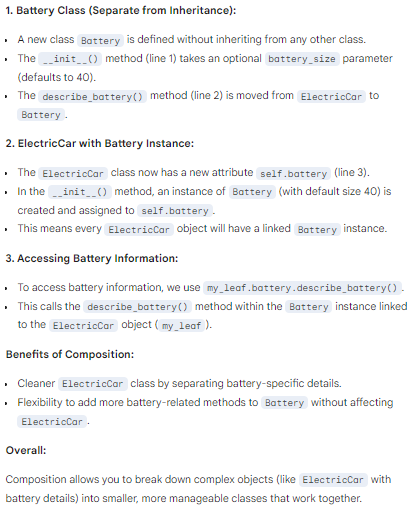 1. Battery Class (Separate from Inheritance):
• A new class Battery is defined without inheriting from any other class.
• The __init__() method (line 1) takes an optional battery_size parameter
(defaults to 40).
• The describe_battery() method (line 2) is moved from ElectricCar to
Battery .
2. ElectricCar with Battery Instance:
• The ElectricCar class now has a new attribute self.battery (line 3).
• In the __init__() method, an instance of Battery (with default size 40) is
created and assigned to self.battery .
• This means every ElectricCar object will have a linked Battery instance.
3. Accessing Battery Information:
• To access battery information, we use my_leaf.battery.describe_battery() .
• This calls the describe_battery() method within the Battery instance linked
to the ElectricCar object ( my_leaf ).
Benefits of Composition:
• Cleaner ElectricCar class by separating battery-specific details.
• Flexibility to add more battery-related methods to Battery without affecting
ElectricCar .
Overall:
Composition allows you to break down complex objects (like ElectricCar with
battery details) into smaller, more manageable classes that work together.